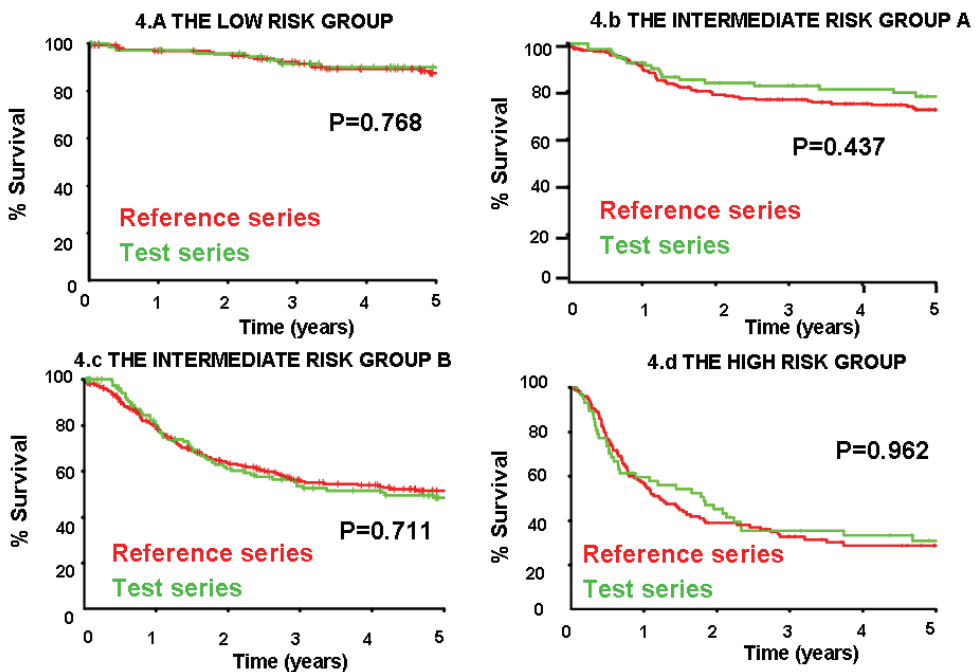 4.A THE LOW RISK GROUP
% Survival
100
80
60
40
20
0
P=0.768
Reference series
Test series
0 1 2 3 4 5
Time (years)
4.b THE INTERMEDIATE RISK GROUP A
% Survival
100
80
60
40
20
0
P=0.437
Reference series
Test series
0 1 2 3 4 5
Time (years)
4.c THE INTERMEDIATE RISK GROUP B
% Survival
100
80
60
40
20
0
P=0.711
Reference series
Test series
0 1 2 3 4 5
Time (years)
4.d THE HIGH RISK GROUP
% Survival
100
80
60
40
20
0
P=0.962
Reference series
Test series
0 1 2 3 4 5
Time (years)